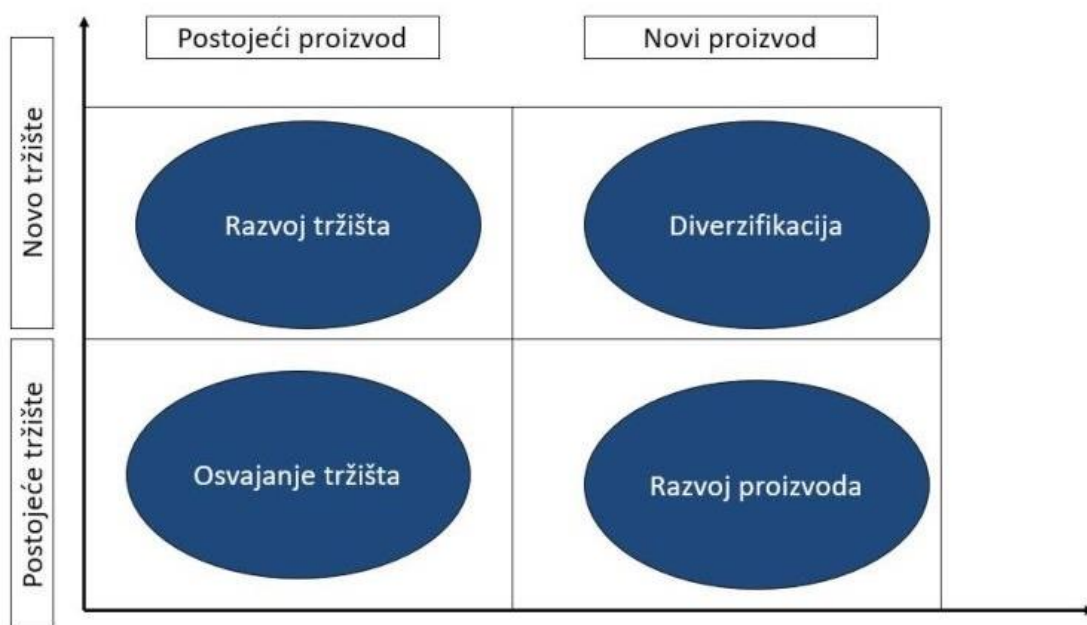 Postojeći proizvod
Novi proizvod
Novo tržište
Razvoj tržišta
Diverzifikacija
Postojeće tržište
Osvajanje tržišta
Razvoj proizvoda